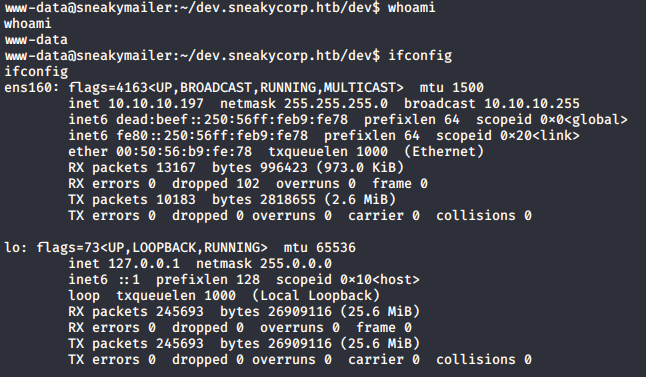 www-data@sneakymailer:~/dev.sneakycorp.htb/dev$ whoami
whoami
www-data
www-data@sneakymailer:~/dev.sneakycorp.htb/dev$ ifconfig
ifconfig
ens160: flags=4163<UP,BROADCAST,RUNNING,MULTICAST>  mtu 1500
        inet 10.10.10.197  netmask 255.255.255.0  broadcast 10.10.10.255
        inet6 dead:beef::250:56ff:feb9:fe78  prefixlen 64  scopeid 0×0<global>
        inet6 fe80::250:56ff:feb9:fe78  prefixlen 64  scopeid 0×20<link>
        ether 00:50:56:b9:fe:78  txqueuelen 1000  (Ethernet)
        RX packets 13167  bytes 996423 (973.0 KiB)
        RX errors 0  dropped 102  overruns 0  frame 0
        TX packets 10183  bytes 2818655 (2.6 MiB)
        TX errors 0  dropped 0 overruns 0  carrier 0  collisions 0

lo: flags=73<UP,LOOPBACK,RUNNING>  mtu 65536
        inet 127.0.0.1  netmask 255.0.0.0
        inet6 ::1  prefixlen 128  scopeid 0×10<host>
        loop  txqueuelen 1000  (Local Loopback)
        RX packets 245693  bytes 26909116 (25.6 MiB)
        RX errors 0  dropped 0  overruns 0  frame 0
        TX packets 245693  bytes 26909116 (25.6 MiB)
        TX errors 0  dropped 0 overruns 0  carrier 0  collisions 0